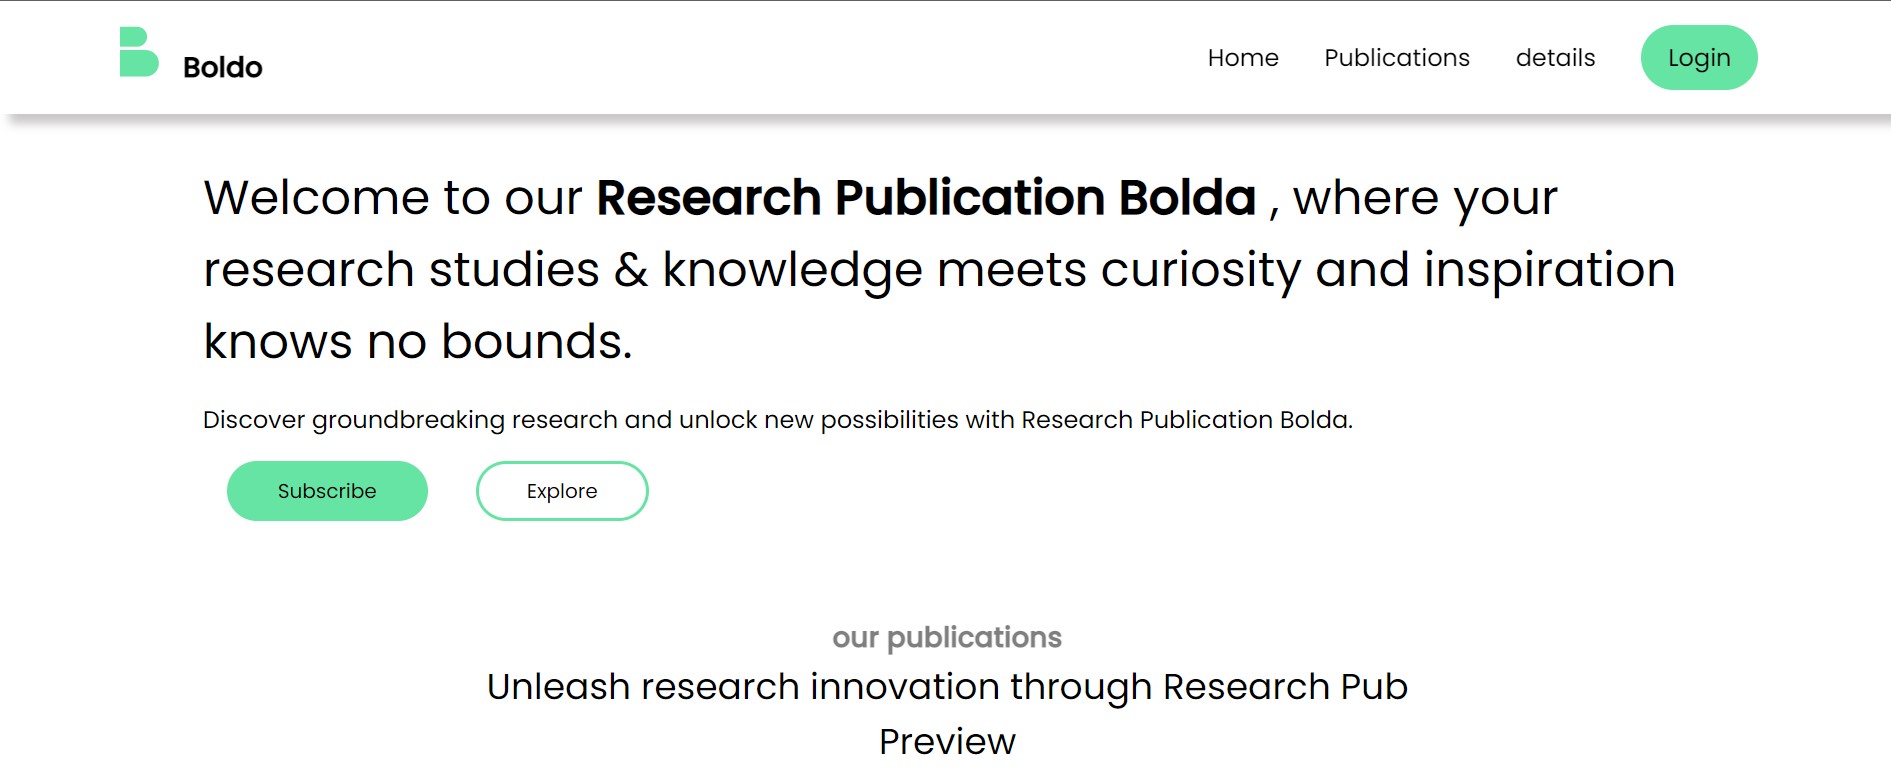 Boldo
Home Publications details Login
Welcome to our Research Publication Bolda , where your
research studies & knowledge meets curiosity and inspiration
knows no bounds.
Discover groundbreaking research and unlock new possibilities with Research Publication Bolda.
Subscribe Explore
our publications
Unleash research innovation through Research Pub
Preview